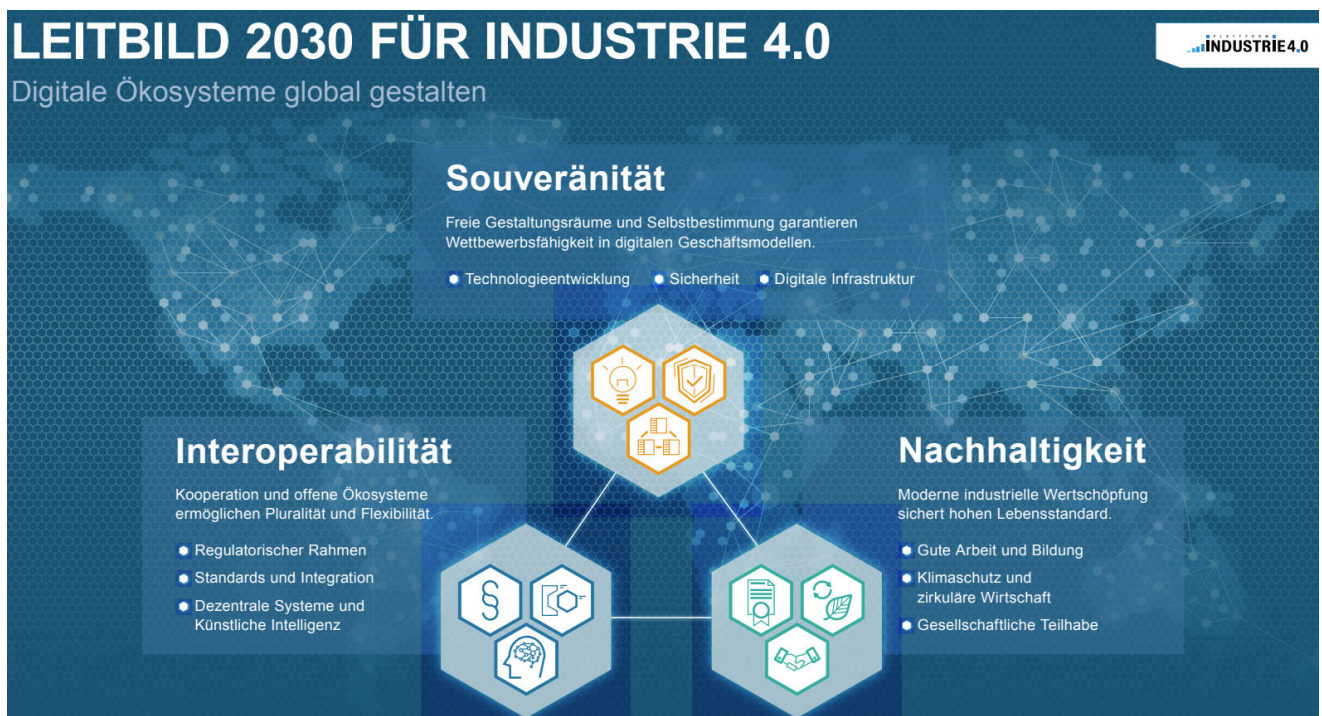 LEITBILD 2030 FÜR INDUSTRIE 4.0
Digitale Ökosysteme global gestalten
PLATTFORM
INDUSTRIE4.0
Souveränität
Freie Gestaltungsräume und Selbstbestimmung garantieren
Wettbewerbsfähigkeit in digitalen Geschäftsmodellen.
Technologieentwicklung Sicherheit Digitale Infrastruktur
Interoperabilität
Kooperation und offene Ökosysteme
ermöglichen Pluralität und Flexibilität.
Regulatorischer Rahmen
Standards und Integration
Dezentrale Systeme und
Künstliche Intelligenz
Nachhaltigkeit
Moderne industrielle Wertschöpfung
sichert hohen Lebensstandard.
Gute Arbeit und Bildung
Klimaschutz und
zirkuläre Wirtschaft
Gesellschaftliche Teilhabe
§